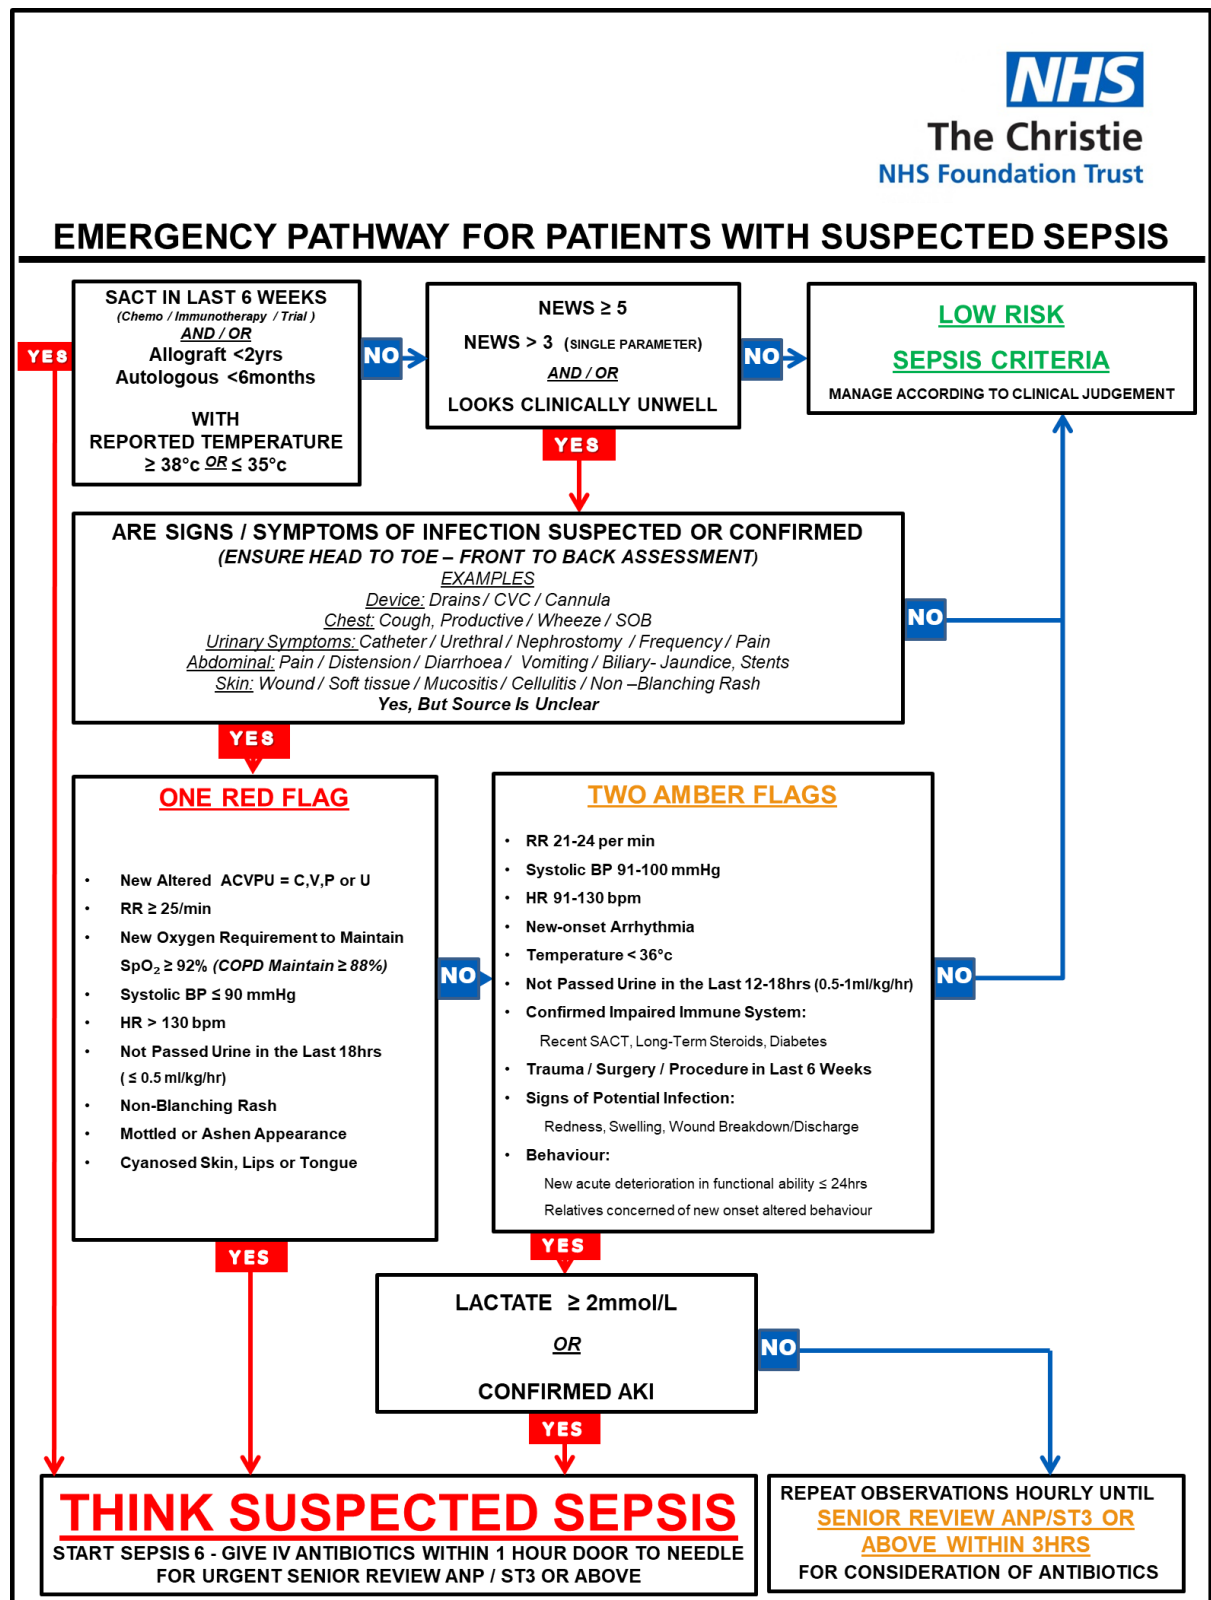 NHS
The Christie
NHS Foundation Trust
EMERGENCY PATHWAY FOR PATIENTS WITH SUSPECTED SEPSIS
SACT IN LAST 6 WEEKS
(Chemo / Immunotherapy / Trial )
AND / OR
Allograft <2yrs
Autologous <6months
WITH
REPORTED TEMPERATURE
≥ 38°c OR ≤ 35°c
YES
NO
NEWS ≥ 5
NEWS > 3 (SINGLE PARAMETER)
AND / OR
LOOKS CLINICALLY UNWELL
NO
YES
LOW RISK
SEPSIS CRITERIA
MANAGE ACCORDING TO CLINICAL JUDGEMENT
ARE SIGNS / SYMPTOMS OF INFECTION SUSPECTED OR CONFIRMED
(ENSURE HEAD TO TOE – FRONT TO BACK ASSESSMENT)
EXAMPLES
Device: Drains / CVC / Cannula
Chest: Cough, Productive / Wheeze / SOB
Urinary Symptoms: Catheter / Urethral / Nephrostomy / Frequency / Pain
Abdominal: Pain / Distension / Diarrhoea / Vomiting / Biliary- Jaundice, Stents
Skin: Wound / Soft tissue / Mucositis / Cellulitis / Non –Blanching Rash
Yes, But Source Is Unclear
NO
YES
ONE RED FLAG
• New Altered ACVPU = C,V,P or U
• RR ≥ 25/min
• New Oxygen Requirement to Maintain
SpO₂ ≥ 92% (COPD Maintain ≥ 88%)
• Systolic BP ≤ 90 mmHg
• HR > 130 bpm
• Not Passed Urine in the Last 18hrs
( ≤ 0.5 ml/kg/hr)
• Non-Blanching Rash
• Mottled or Ashen Appearance
• Cyanosed Skin, Lips or Tongue
NO
YES
TWO AMBER FLAGS
• RR 21-24 per min
• Systolic BP 91-100 mmHg
• HR 91-130 bpm
• New-onset Arrhythmia
• Temperature < 36°c
• Not Passed Urine in the Last 12-18hrs (0.5-1ml/kg/hr)
• Confirmed Impaired Immune System:
Recent SACT, Long-Term Steroids, Diabetes
• Trauma / Surgery / Procedure in Last 6 Weeks
• Signs of Potential Infection:
Redness, Swelling, Wound Breakdown/Discharge
• Behaviour:
New acute deterioration in functional ability ≤ 24hrs
Relatives concerned of new onset altered behaviour
NO
YES
LACTATE ≥ 2mmol/L
OR
CONFIRMED AKI
NO
YES
THINK SUSPECTED SEPSIS
START SEPSIS 6 - GIVE IV ANTIBIOTICS WITHIN 1 HOUR DOOR TO NEEDLE
FOR URGENT SENIOR REVIEW ANP / ST3 OR ABOVE
REPEAT OBSERVATIONS HOURLY UNTIL
SENIOR REVIEW ANP/ST3 OR
ABOVE WITHIN 3HRS
FOR CONSIDERATION OF ANTIBIOTICS